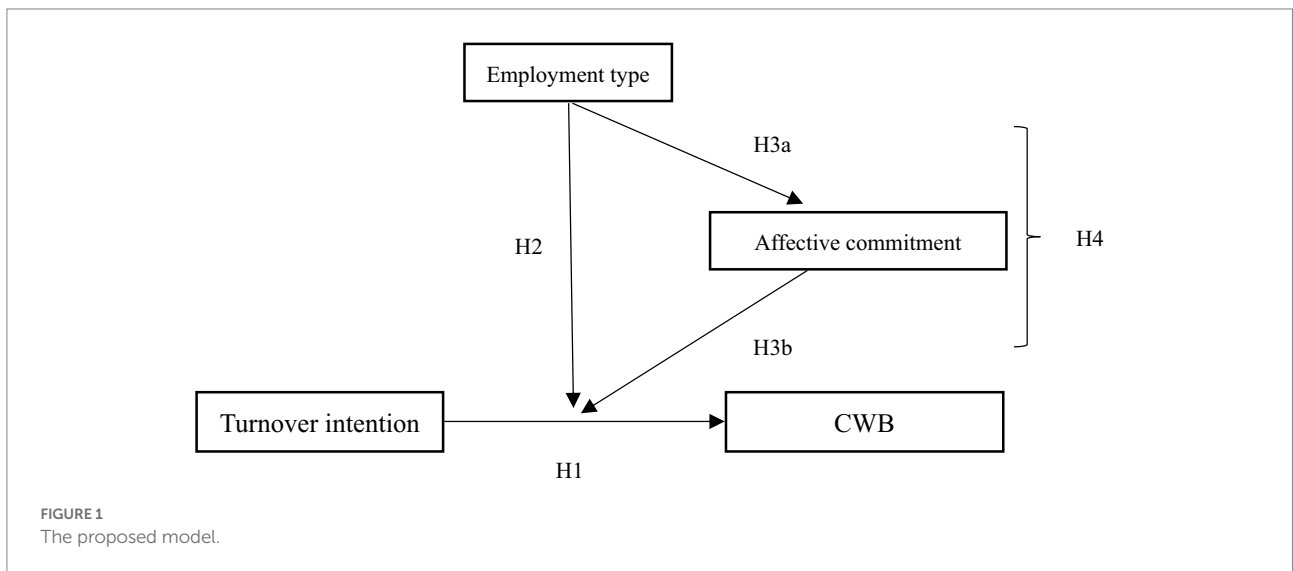 Employment type
H3a
Affective commitment
H4
H2
H3b
Turnover intention
CWB
H1
FIGURE 1
The proposed model.